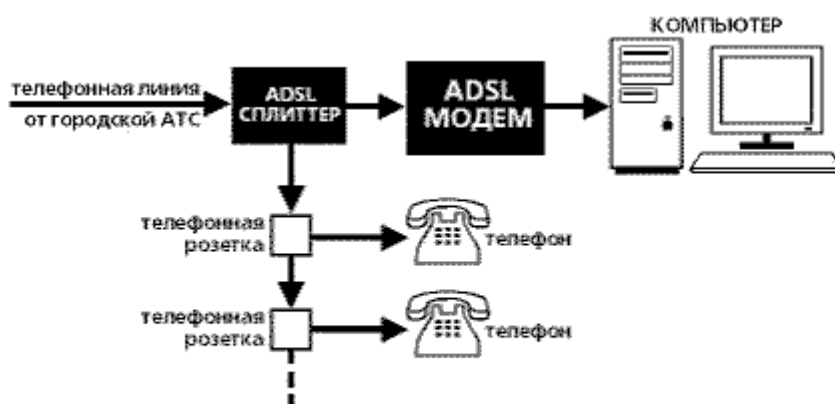 КОМПЬЮТЕР
телефонная линия
от городской АТС
ADSL
СПЛИТТЕР
ADSL
МОДЕМ
телефонная
розетка
телефон
телефонная
розетка
телефон